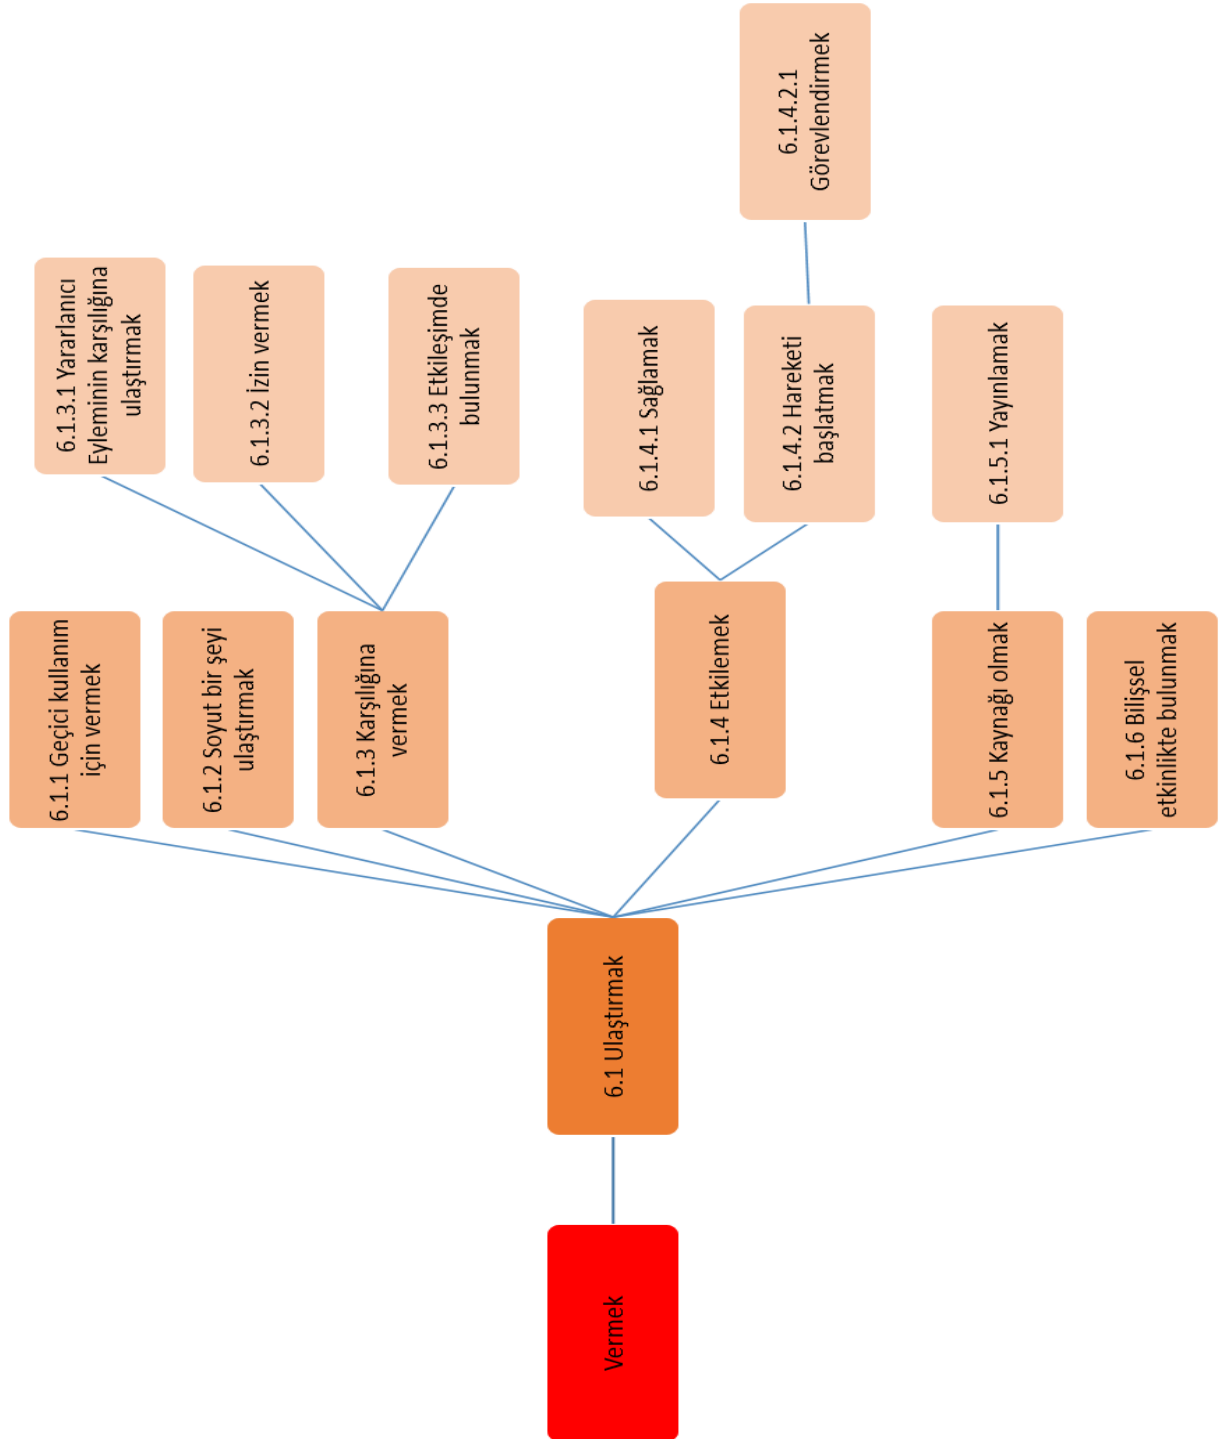 Vermek
6.1 Ulaştırmak
6.1.1 Geçici kullanım
için vermek
6.1.2 Soyut bir şeyi
ulaştırmak
6.1.3 Karşılığına
vermek
6.1.3.1 Yararlanıcı
Eyleminin karşılığına
ulaştırmak
6.1.3.2 İzin vermek
6.1.3.3 Etkileşimde
bulunmak
6.1.4 Etkilemek
6.1.4.1 Sağlamak
6.1.4.2 Hareketi
başlatmak
6.1.4.2.1
Görevlendirmek
6.1.5 Kaynağı olmak
6.1.5.1 Yayınlamak
6.1.6 Bilişsel
etkinlikte bulunmak